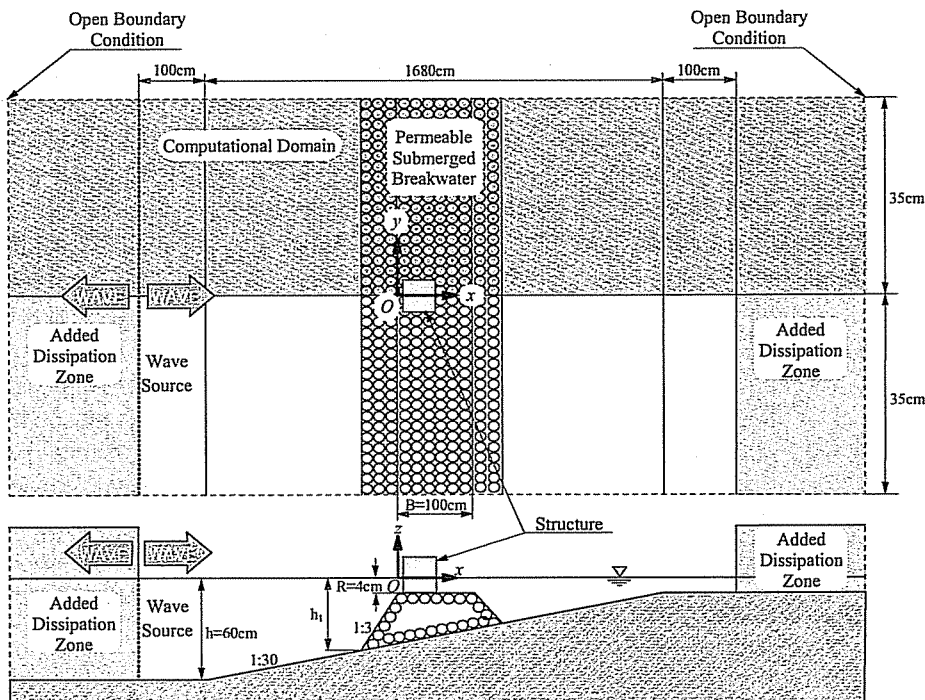 Open Boundary
Condition
Open Boundary
Condition
100cm
1680cm
100cm
Computational Domain
Permeable
Submerged
Breakwater
35cm
y
WAVE
WAVE
O
x
Added
Dissipation
Zone
Wave
Source
Added
Dissipation
Zone
35cm
B=100cm
Structure
z
WAVE
WAVE
x
Added
Dissipation
Zone
R=4cm
O
Added
Dissipation
Zone
Wave
Source
h=60cm
h₁
1:3
1:30